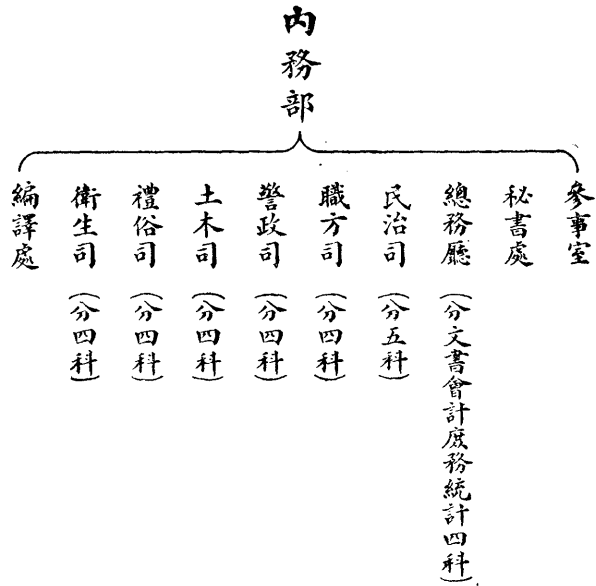 內務部
參事室
秘書處
總務廳（分文書會計庶務統計四科）
民治司（分五科）
職方司（分四科）
警政司（分四科）
土木司（分四科）
禮俗司（分四科）
衛生司（分四科）
編譯處